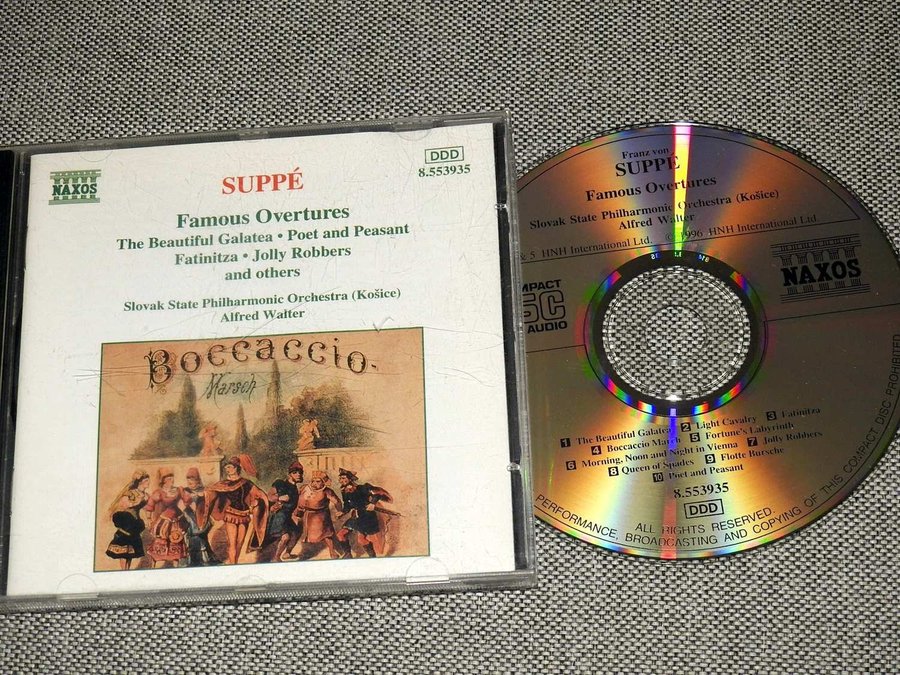 NAXOS
DDD
8.553935
SUPPÉ
Famous Overtures
The Beautiful Galatea • Poet and Peasant
Fatinitza • Jolly Robbers
and others
Slovak State Philharmonic Orchestra (Košice)
Alfred Walter
Boccaccio.
Marsch
Franz von
SUPPÉ
Famous Overtures
Slovak State Philharmonic Orchestra (Košice)
Alfred Walter
& 5 HNH International Ltd. © 1996 HNH International Ltd.
NAXOS
AUDIO
1 The Beautiful Galatea 2 Light Cavalry 3 Fatinitza
4 Boccaccio March 5 Fortune's Labyrinth
6 Morning, Noon and Night in Vienna 7 Jolly Robbers
8 Queen of Spades 9 Flotte Bursche
10 Poet and Peasant
8.553935
DDD
ALL RIGHTS RESERVED
PERFORMANCE, BROADCASTING AND COPYING OF THIS COMPACT DISC PROHIBITED